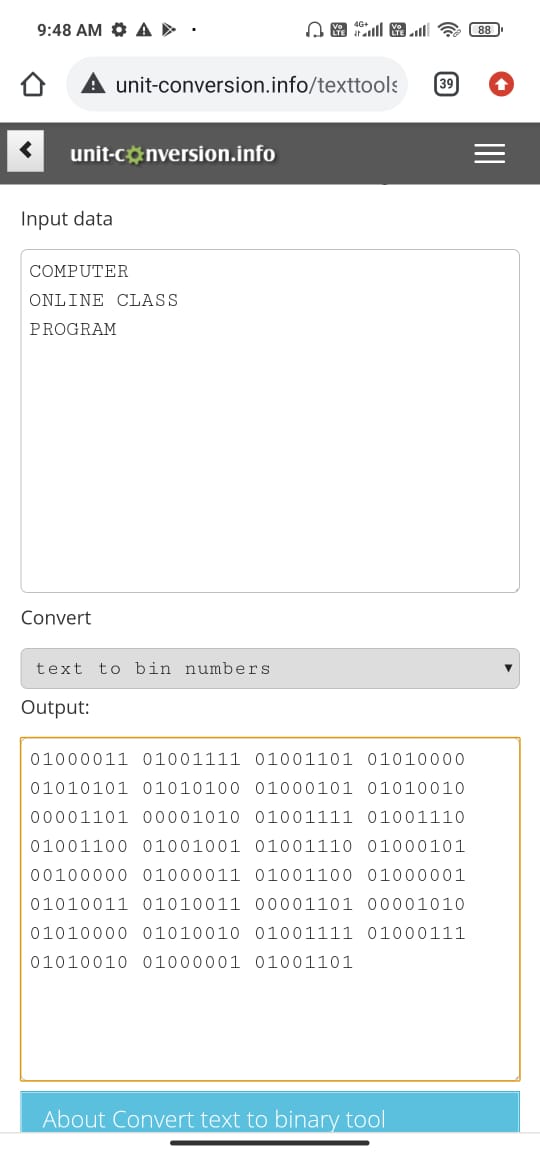 9:48 AM
Vo LTE 4G+ Vo LTE 88
unit-conversion.info/texttools
39
unit-conversion.info
Input data
COMPUTER
ONLINE CLASS
PROGRAM
Convert
text to bin numbers
Output:
01000011 01001111 01001101 01010000
01010101 01010100 01000101 01010010
00001101 00001010 01001111 01001110
01001100 01001001 01001110 01000101
00100000 01000011 01001100 01000001
01010011 01010011 00001101 00001010
01010000 01010010 01001111 01000111
01010010 01000001 01001101
About Convert text to binary tool